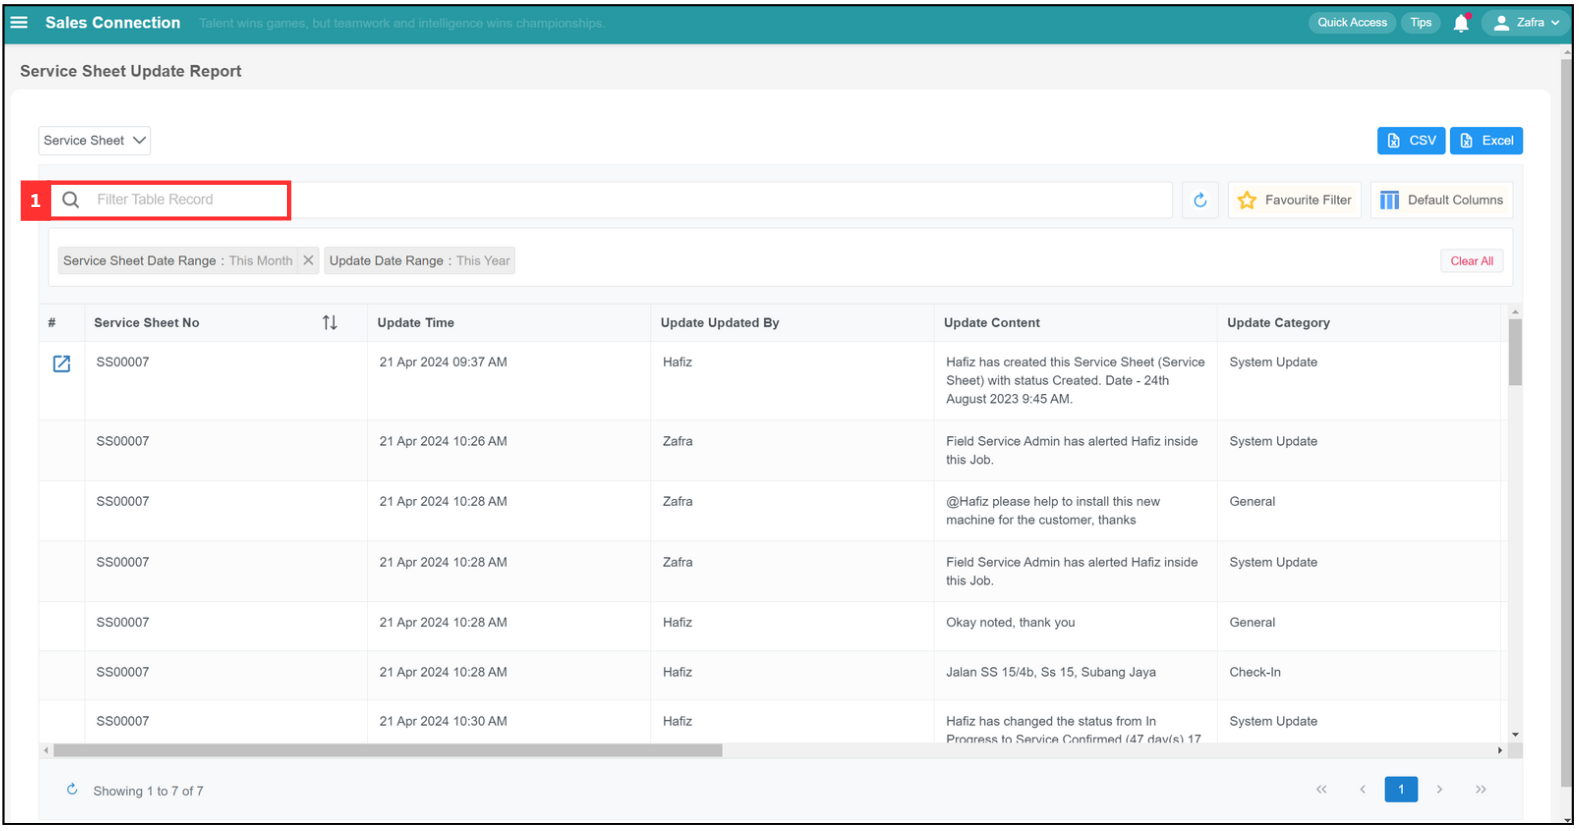 Sales Connection Talent wins games, but teamwork and intelligence wins championships. Quick Access Tips Zafra
Service Sheet Update Report
Service Sheet CSV Excel
1 Filter Table Record Favourite Filter Default Columns
Service Sheet Date Range : This Month Update Date Range : This Year Clear All
# Service Sheet No Update Time Update Updated By Update Content Update Category
SS00007 21 Apr 2024 09:37 AM Hafiz Hafiz has created this Service Sheet (Service System Update
Sheet) with status Created. Date - 24th
August 2023 9:45 AM.
SS00007 21 Apr 2024 10:26 AM Zafra Field Service Admin has alerted Hafiz inside System Update
this Job.
SS00007 21 Apr 2024 10:28 AM Zafra @Hafiz please help to install this new General
machine for the customer, thanks
SS00007 21 Apr 2024 10:28 AM Zafra Field Service Admin has alerted Hafiz inside System Update
this Job.
SS00007 21 Apr 2024 10:28 AM Hafiz Okay noted, thank you General
SS00007 21 Apr 2024 10:28 AM Hafiz Jalan SS 15/4b, Ss 15, Subang Jaya Check-In
SS00007 21 Apr 2024 10:30 AM Hafiz Hafiz has changed the status from In System Update
Progress to Service Confirmed (47 day(s) 17
Showing 1 to 7 of 7 1